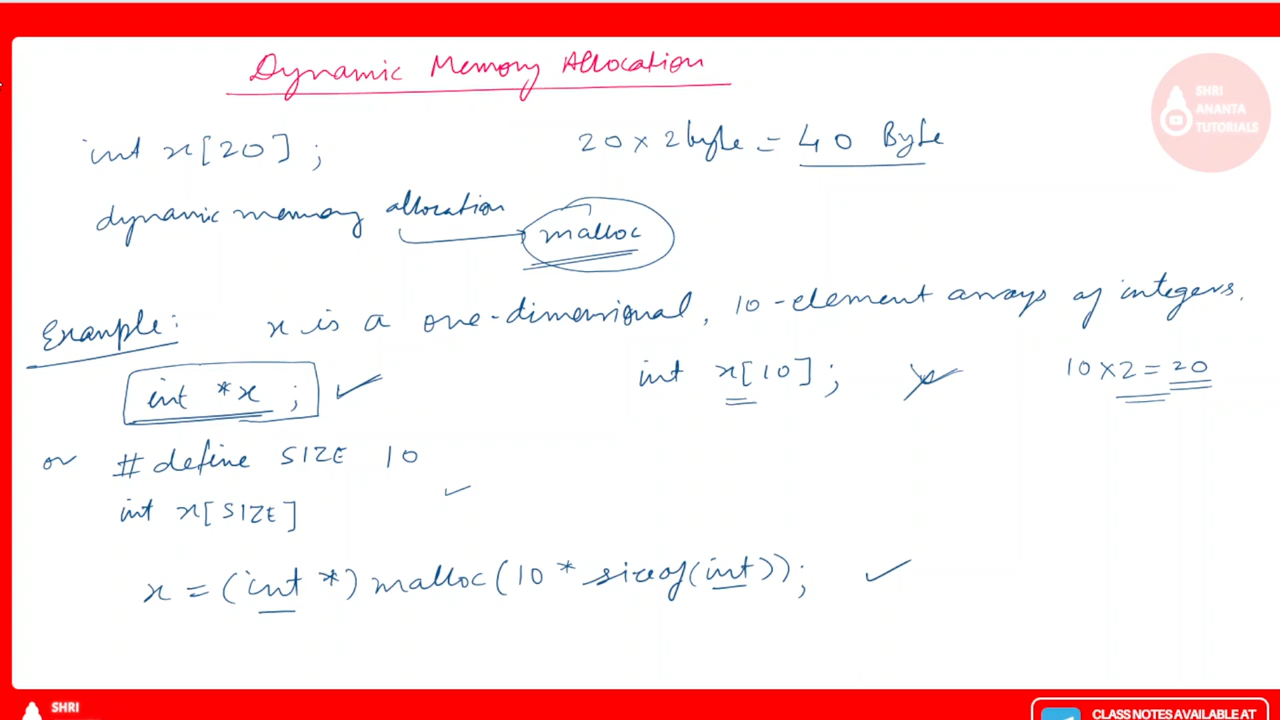 Dynamic Memory Allocation
SHRI
ANANTA
TUTORIALS
int x[20] ;
20 x 2 byte = 40 Byte
dynamic memory allocation
malloc
Example: x is a one-dimensional, 10-element arrays of integers.
int *x ;
int x[10] ;
10 x 2 = 20
or # define SIZE 10
int x[SIZE]
x = (int *) malloc (10 * sizeof(int));
SHRI
CLASS NOTES AVAILABLE AT